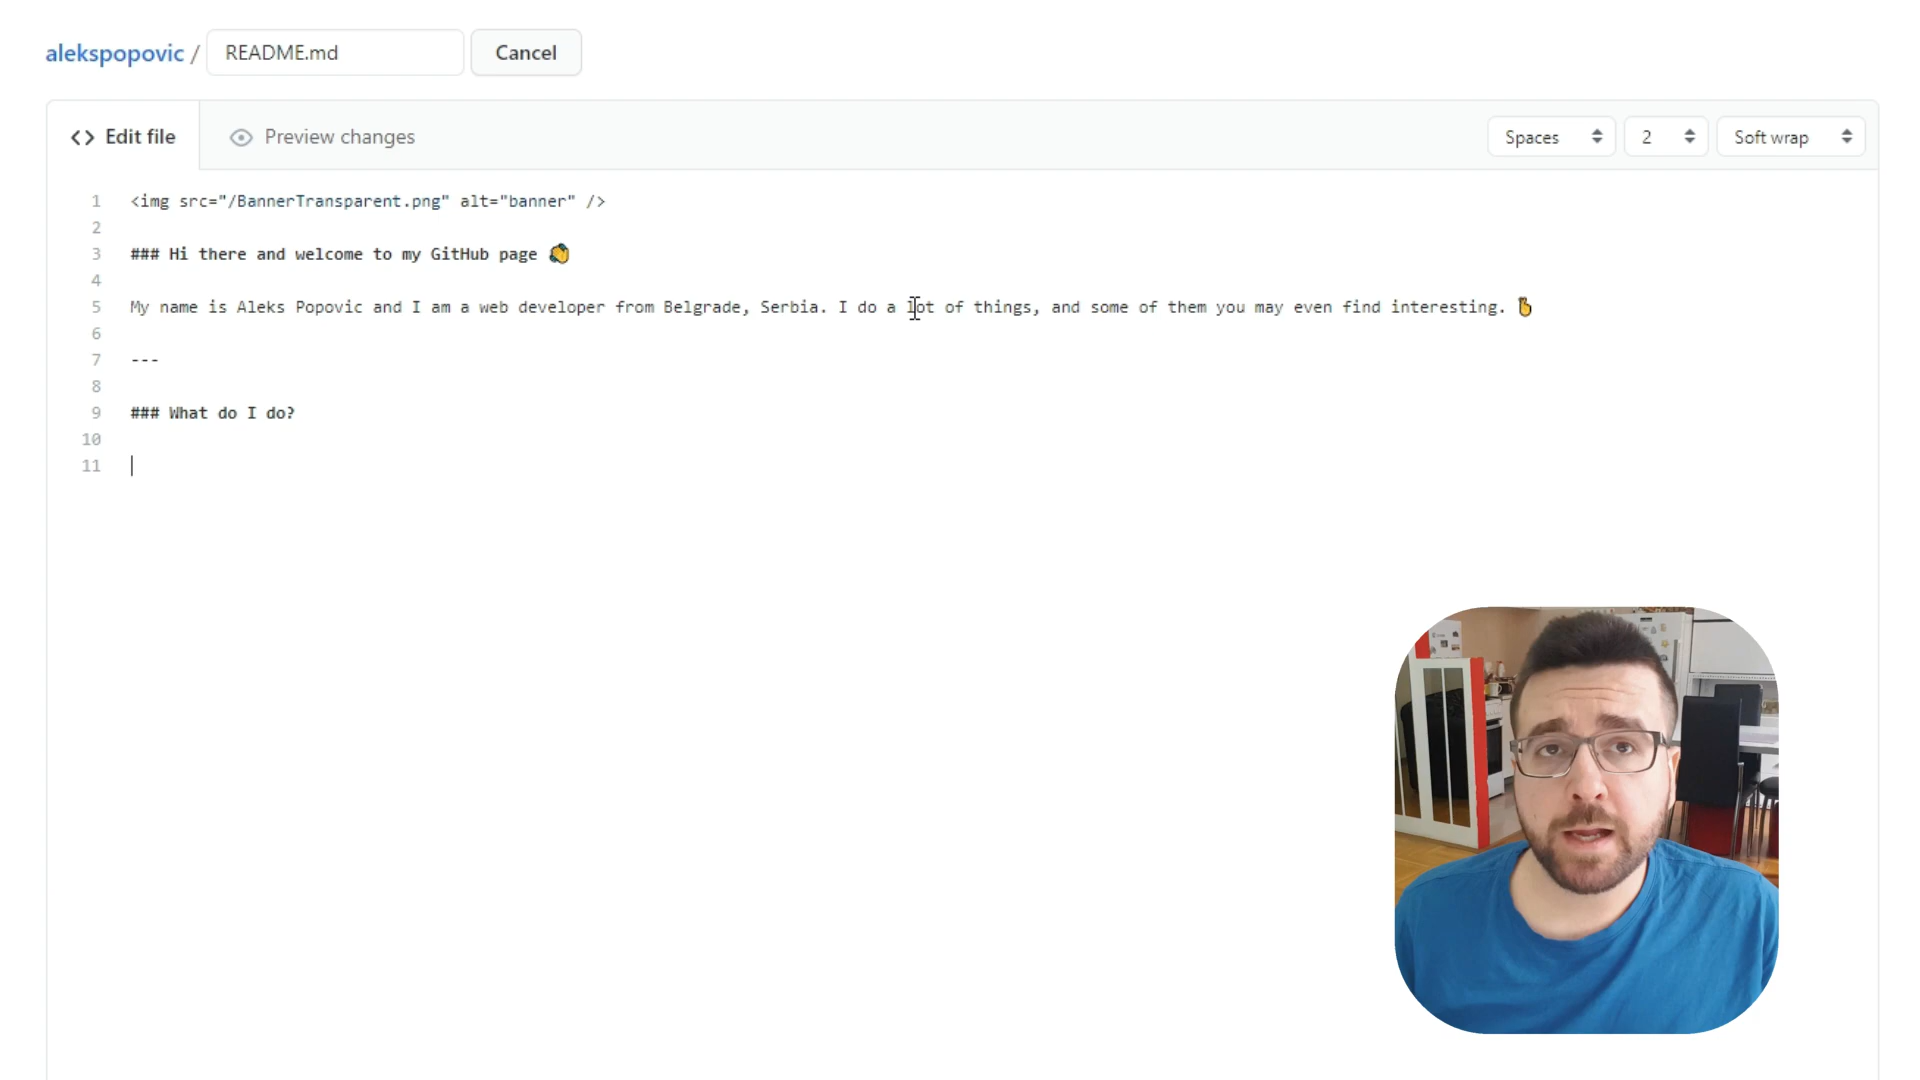 alekspopovic / README.md Cancel
<> Edit file Preview changes Spaces 2 Soft wrap
1 <img src="/BannerTransparent.png" alt="banner" />
2
3 ### Hi there and welcome to my GitHub page 👋
4
5 My name is Aleks Popovic and I am a web developer from Belgrade, Serbia. I do a lot of things, and some of them you may even find interesting. 🫰
6
7 ---
8
9 ### What do I do?
10
11